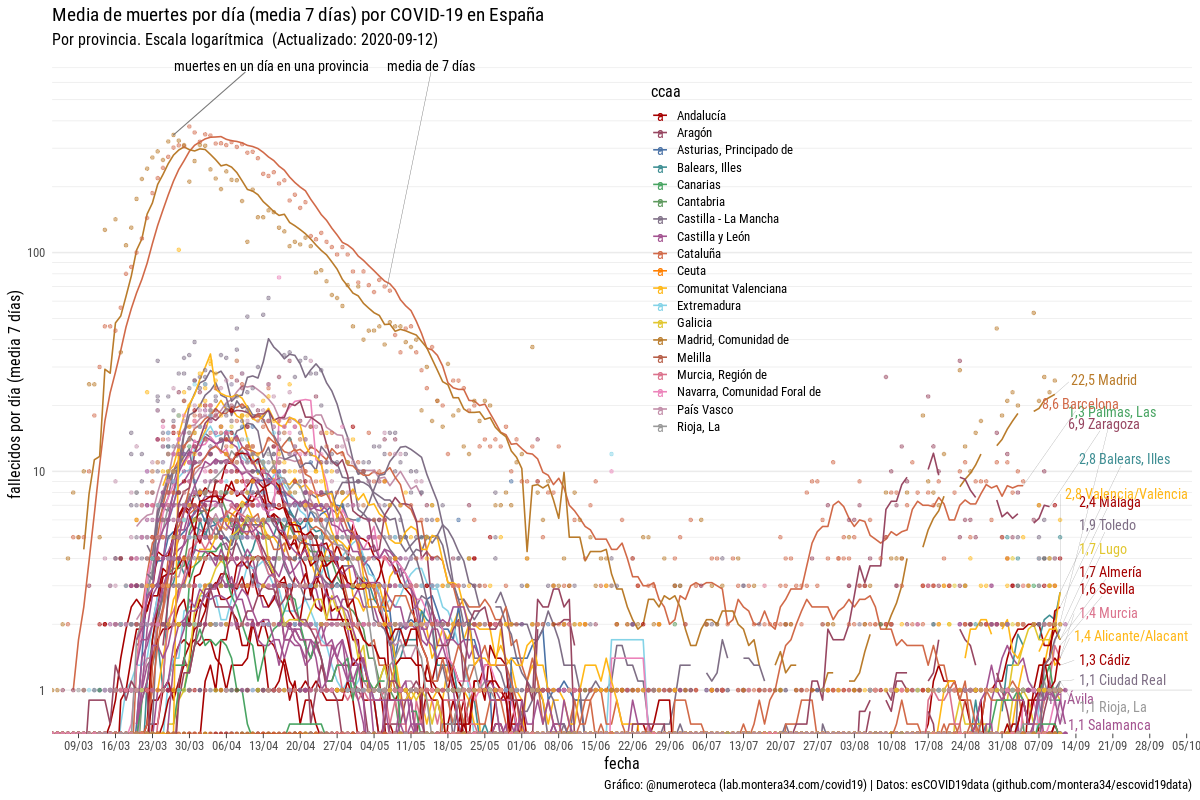 Media de muertes por día (media 7 días) por COVID-19 en España
Por provincia. Escala logarítmica (Actualizado: 2020-09-12)
muertes en un día en una provincia
media de 7 días
ccaa
Andalucía
Aragón
Asturias, Principado de
Balears, Illes
Canarias
Cantabria
Castilla - La Mancha
Castilla y León
Cataluña
Ceuta
Comunitat Valenciana
Extremadura
Galicia
Madrid, Comunidad de
Melilla
Murcia, Región de
Navarra, Comunidad Foral de
País Vasco
Rioja, La
fallecidos por día (media 7 días)
100
10
1
22,5 Madrid
8,6 Barcelona
1,3 Palmas, Las
6,9 Zaragoza
2,8 Balears, Illes
2,8 Valencia/València
2,4 Málaga
1,9 Toledo
1,7 Lugo
1,7 Almería
1,6 Sevilla
1,4 Murcia
1,4 Alicante/Alacant
1,3 Cádiz
1,1 Ciudad Real
Ávila
1,1 Rioja, La
1,1 Salamanca
09/03 16/03 23/03 30/03 06/04 13/04 20/04 27/04 04/05 11/05 18/05 25/05 01/06 08/06 15/06 22/06 29/06 06/07 13/07 20/07 27/07 03/08 10/08 17/08 24/08 31/08 07/09 14/09 21/09 28/09 05/10
fecha
Gráfico: @numeroteca (lab.montera34.com/covid19) | Datos: esCOVID19data (github.com/montera34/escovid19data)